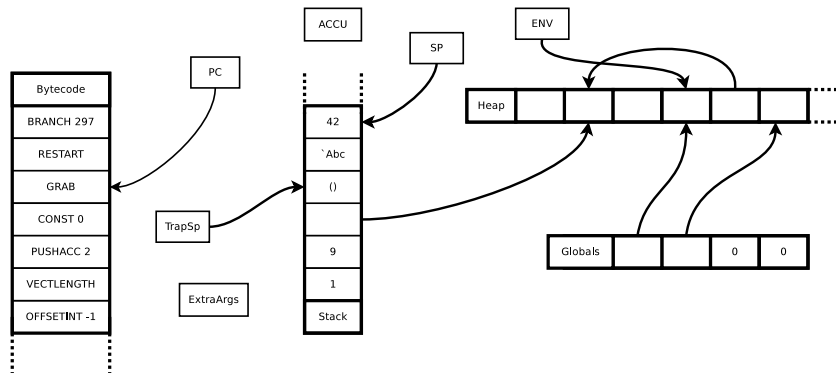 ACCU
ENV
SP
PC
Bytecode
BRANCH 297
RESTART
GRAB
CONST 0
PUSHACC 2
VECTLENGTH
OFFSETINT -1
TrapSp
ExtraArgs
42
`Abc
()
9
1
Stack
Heap
Globals 0 0